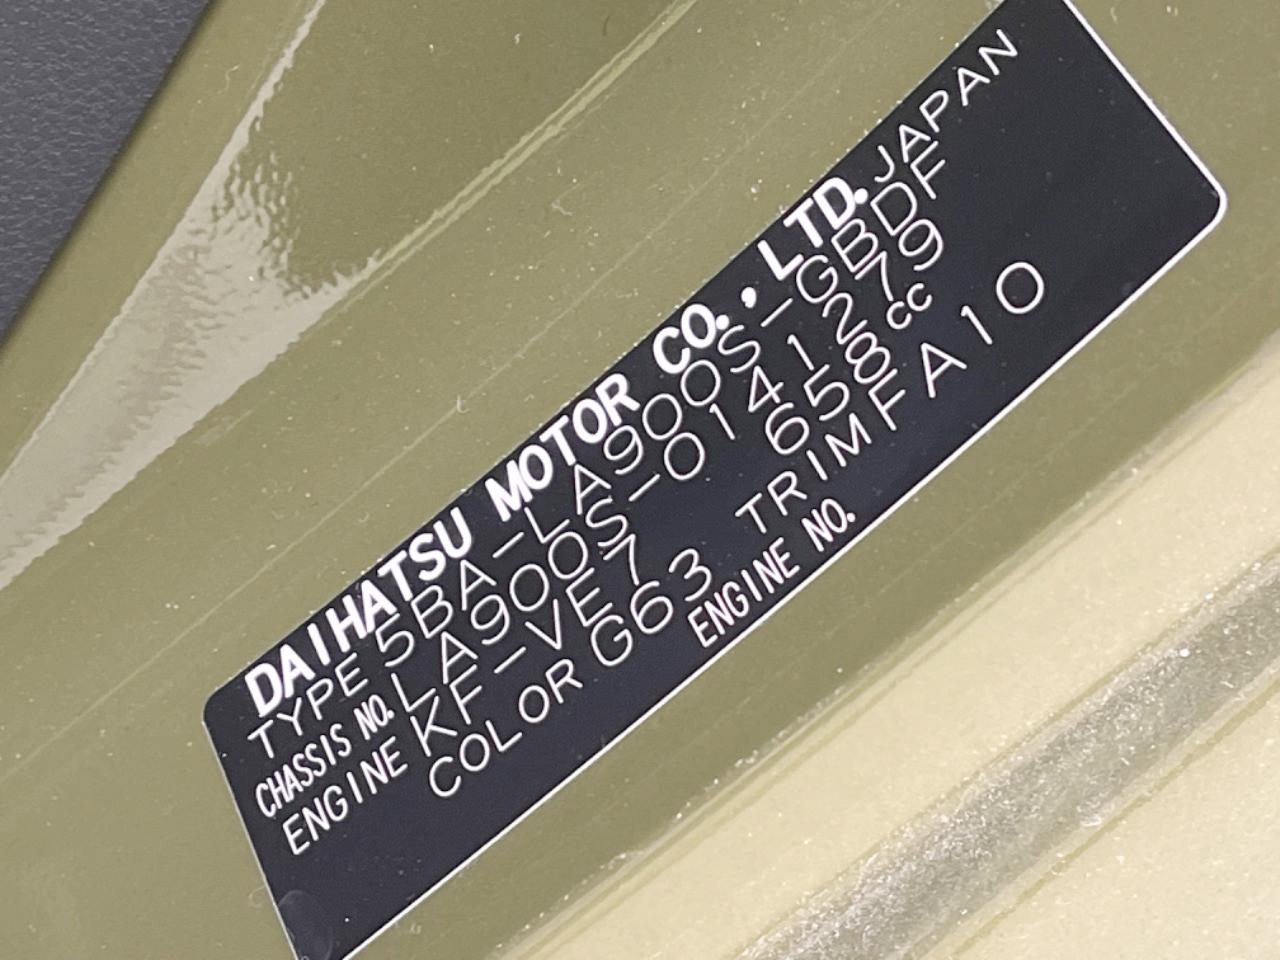 DAIHATSU MOTOR CO., LTD. JAPAN
TYPE 5BA-LA900S-GBDF
CHASSIS NO. LA900S-0141279
ENGINE KF-VE7 658cc
COLOR G63 TRIM FA10
ENGINE NO.